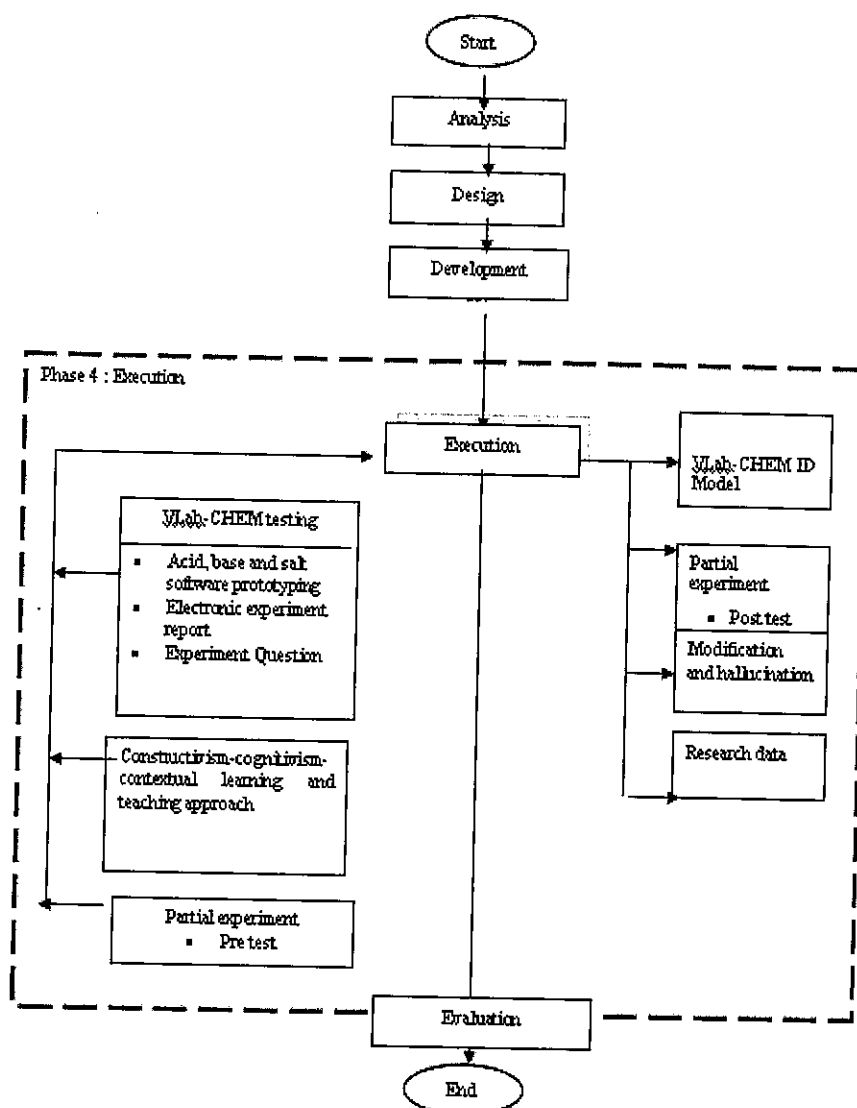 Start
Analysis
Design
Development
Phase 4 : Execution
Execution
VLab-CHEM ID
Model
VLab-CHEM testing
▪ Acid, base and salt
software prototyping
▪ Electronic experiment
report
▪ Experiment Question
Partial
experiment
▪ Post test
Modification
and hallucination
Constructivism-cognitivism-
contextual learning and
teaching approach
Research data
Partial experiment
▪ Pre test
Evaluation
End